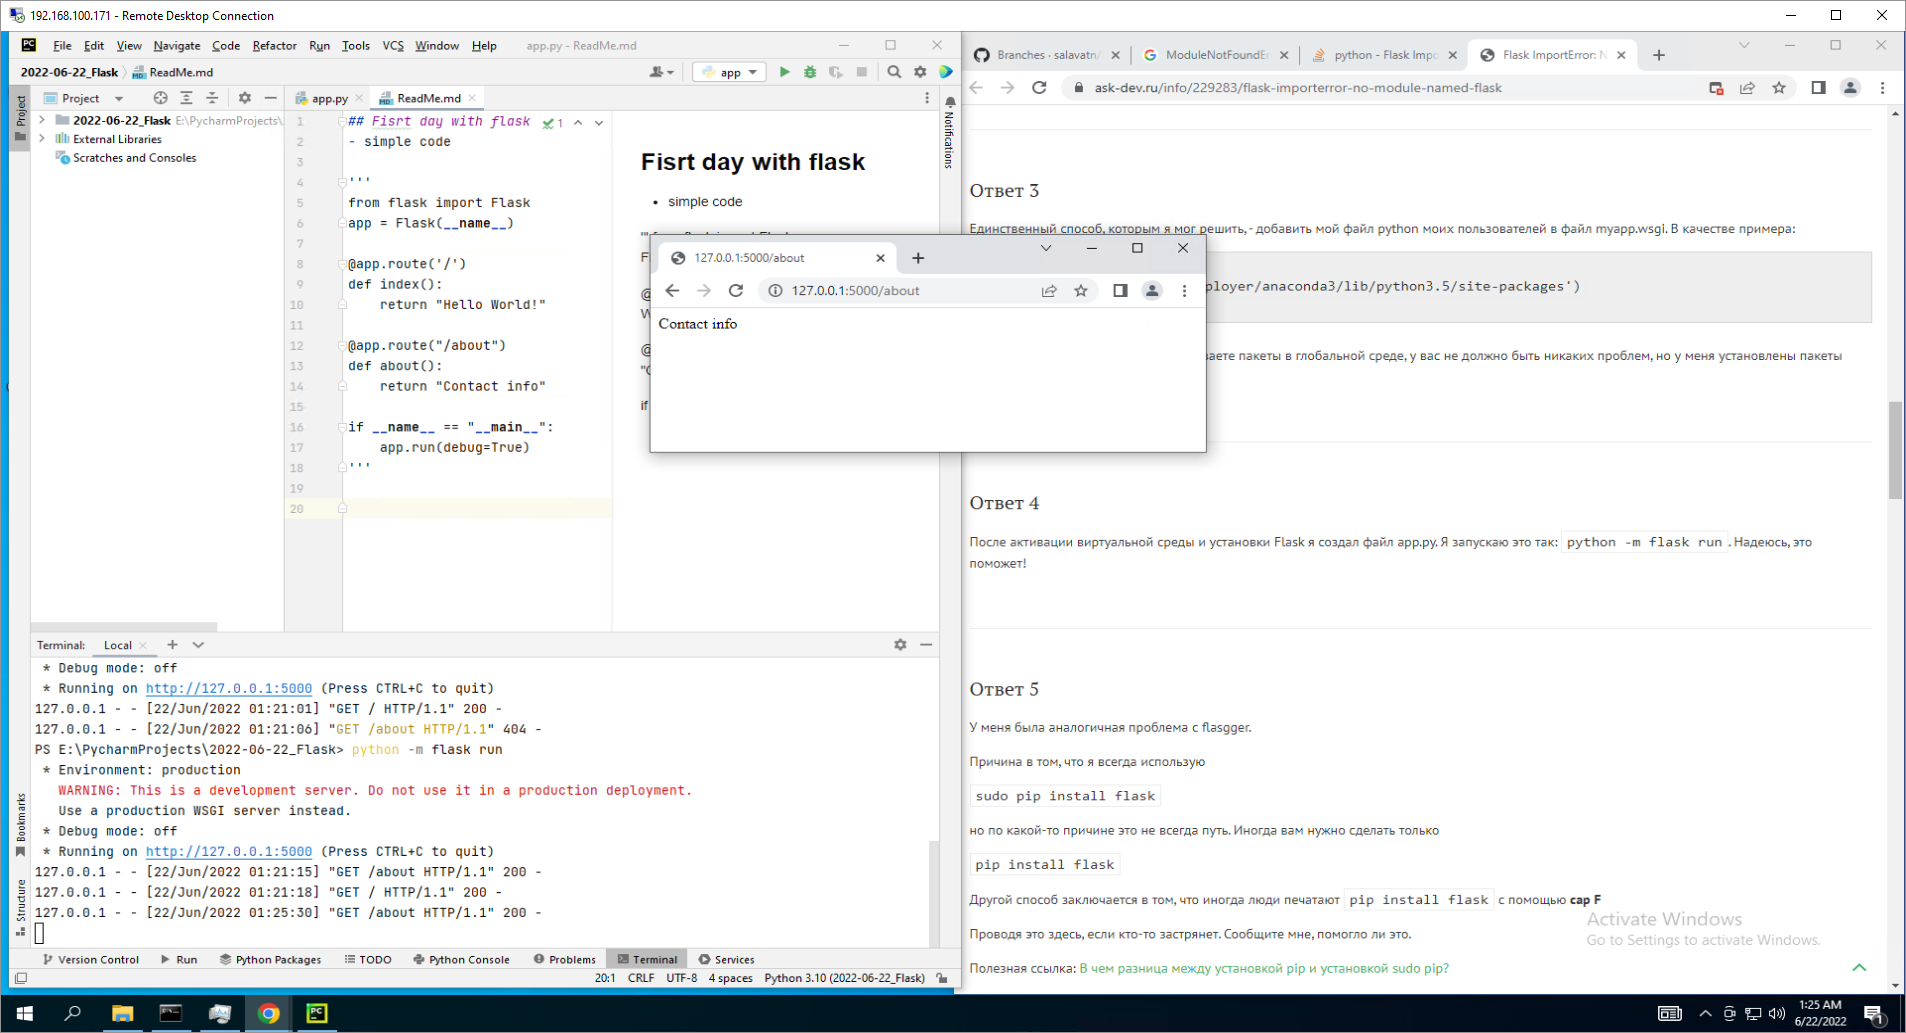 192.168.100.171 - Remote Desktop Connection
File Edit View Navigate Code Refactor Run Tools VCS Window Help app.py - ReadMe.md
2022-06-22_Flask ReadMe.md app
Project
Project
app.py
ReadMe.md
2022-06-22_Flask E:\PycharmProjects\
External Libraries
Scratches and Consoles
1 ## Fisrt day with flask 1
2 - simple code
3
4 '''
5 from flask import Flask
6 app = Flask(__name__)
7
8 @app.route('/')
9 def index():
10 return "Hello World!"
11
12 @app.route("/about")
13 def about():
14 return "Contact info"
15
16 if __name__ == "__main__":
17 app.run(debug=True)
18 '''
19
20
Fisrt day with flask
• simple code
if
Notifications
127.0.0.1:5000/about
127.0.0.1:5000/about
Contact info
Terminal: Local
* Debug mode: off
* Running on http://127.0.0.1:5000 (Press CTRL+C to quit)
127.0.0.1 - - [22/Jun/2022 01:21:01] "GET / HTTP/1.1" 200 -
127.0.0.1 - - [22/Jun/2022 01:21:06] "GET /about HTTP/1.1" 404 -
PS E:\PycharmProjects\2022-06-22_Flask> python -m flask run
* Environment: production
WARNING: This is a development server. Do not use it in a production deployment.
Use a production WSGI server instead.
* Debug mode: off
* Running on http://127.0.0.1:5000 (Press CTRL+C to quit)
127.0.0.1 - - [22/Jun/2022 01:21:15] "GET /about HTTP/1.1" 200 -
127.0.0.1 - - [22/Jun/2022 01:21:18] "GET / HTTP/1.1" 200 -
127.0.0.1 - - [22/Jun/2022 01:25:30] "GET /about HTTP/1.1" 200 -
Bookmarks
Structure
Version Control Run Python Packages TODO Python Console Problems Terminal Services
20:1 CRLF UTF-8 4 spaces Python 3.10 (2022-06-22_Flask)
Branches · salavatn/ ModuleNotFoundEr python - Flask Impo Flask ImportError: N
ask-dev.ru/info/229283/flask-importerror-no-module-named-flask
Ответ 3
Единственный способ, которым я мог решить, - добавить мой файл python моих пользователей в файл myapp.wsgi. В качестве примера:
ployer/anaconda3/lib/python3.5/site-packages')
ваете пакеты в глобальной среде, у вас не должно быть никаких проблем, но у меня установлены пакеты
Ответ 4
После активации виртуальной среды и установки Flask я создал файл app.py. Я запускаю это так: python -m flask run. Надеюсь, это
поможет!
Ответ 5
У меня была аналогичная проблема с flasgger.
Причина в том, что я всегда использую
sudo pip install flask
но по какой-то причине это не всегда путь. Иногда вам нужно сделать только
pip install flask
Другой способ заключается в том, что иногда люди печатают pip install flask с помощью cap F
Проводя это здесь, если кто-то застрянет. Сообщите мне, помогло ли это.
Полезная ссылка: В чем разница между установкой pip и установкой sudo pip?
Activate Windows
Go to Settings to activate Windows.
1:25 AM
6/22/2022
1